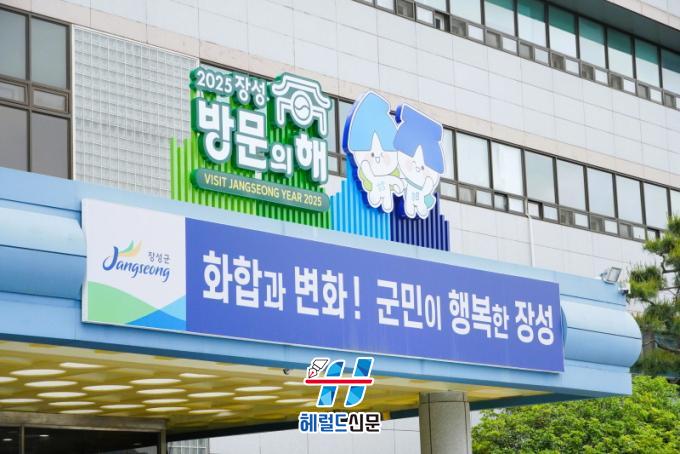 2025 장성
방문의 해
VISIT JANGSEONG YEAR 2025
장성군
Jangseong
화합과 변화! 군민이 행복한 장성
헤럴드신문